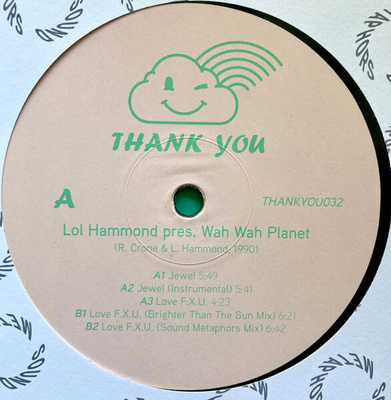 THANK YOU
A
THANKYOU032
Lol Hammond pres. Wah Wah Planet
(R. Crone & L. Hammond, 1990)
A1 Jewel 5:49
A2 Jewel (Instrumental) 5:41
A3 Love F.X.U. 4:23
B1 Love F.X.U. (Brighter Than The Sun Mix) 6:21
B2 Love F.X.U. (Sound Metaphors Mix) 6:42
SOUND
METAPHORS